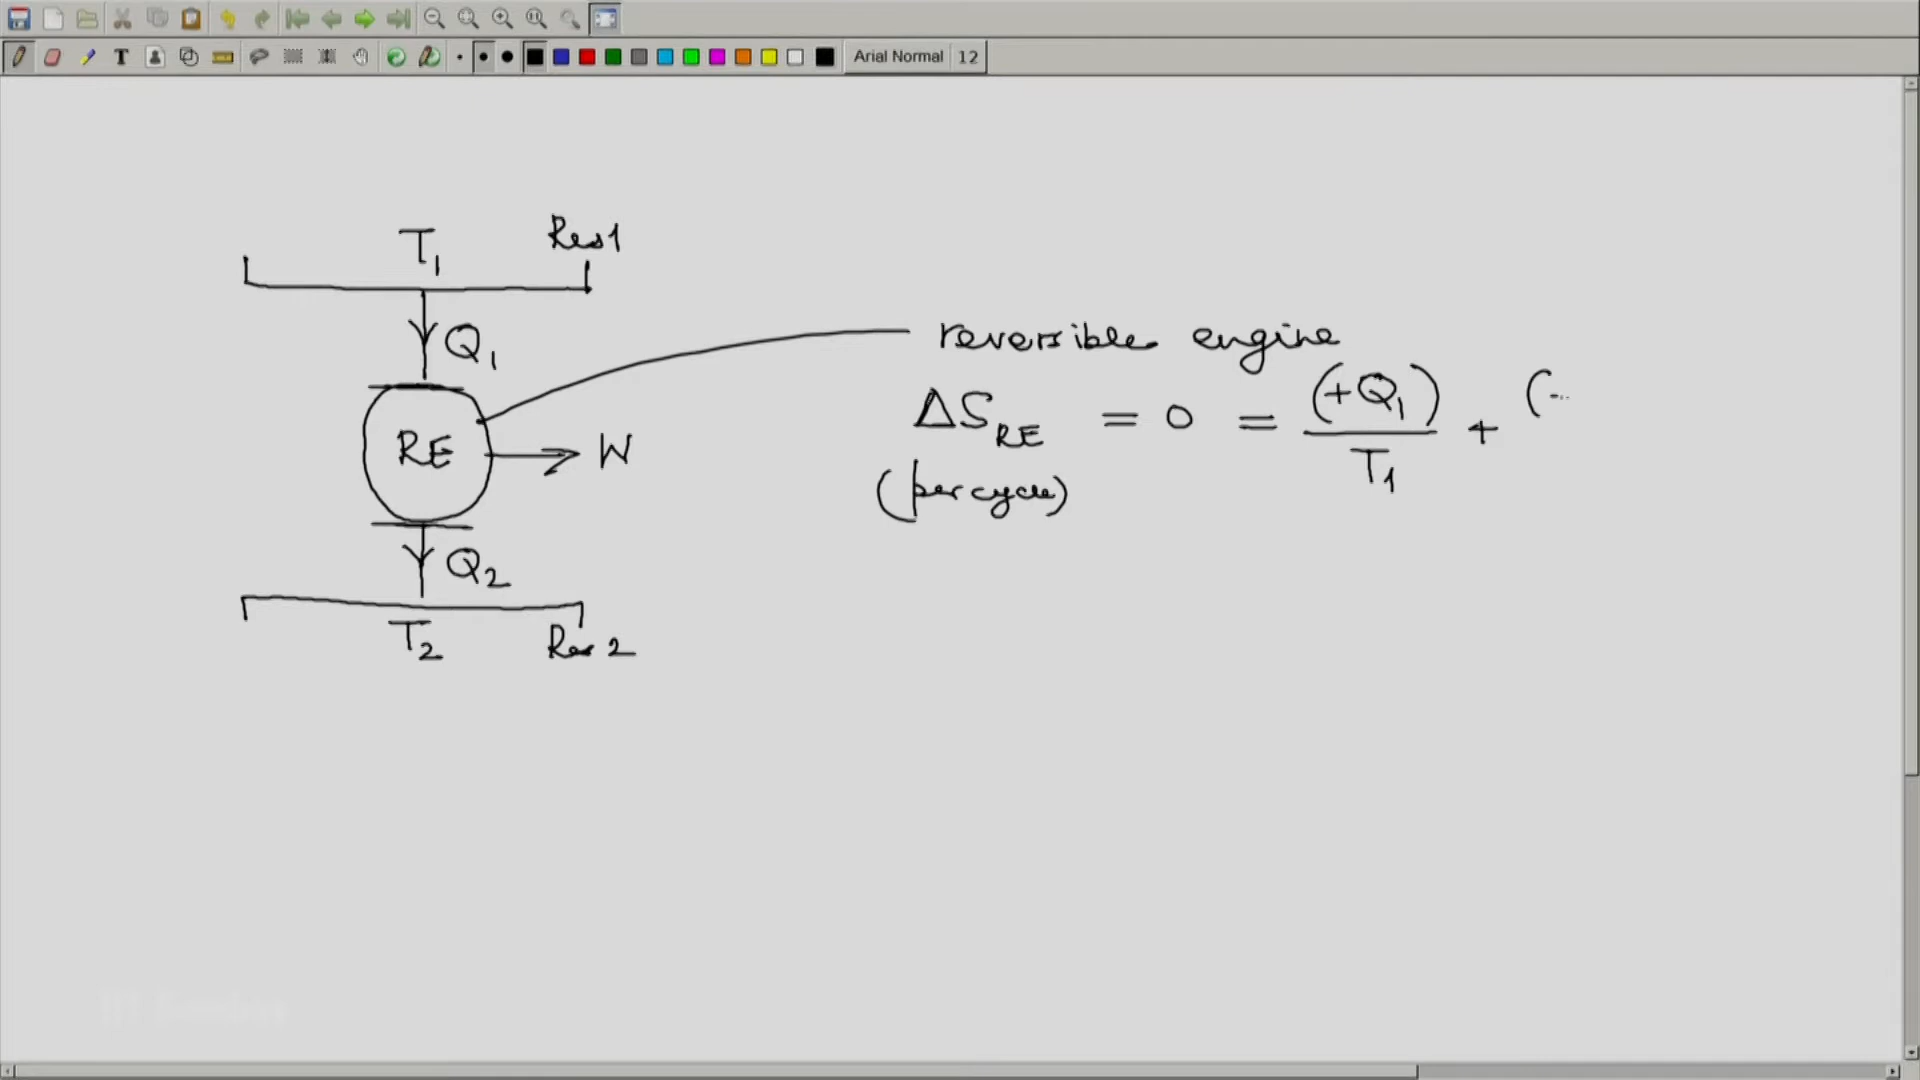 Arial Normal 12
T₁ Res1
Q₁
reversible engine
ΔS_RE = 0 = (+Q₁)/T₁ + (-
(per cycle)
RE → W
Q₂
T₂ Res 2